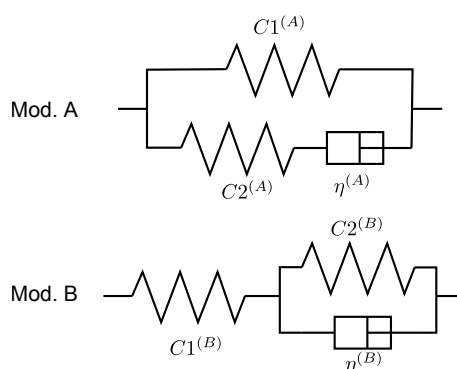 C1^{(A)}
Mod. A
C2^{(A)}
η^{(A)}
C2^{(B)}
Mod. B
C1^{(B)}
η^{(B)}